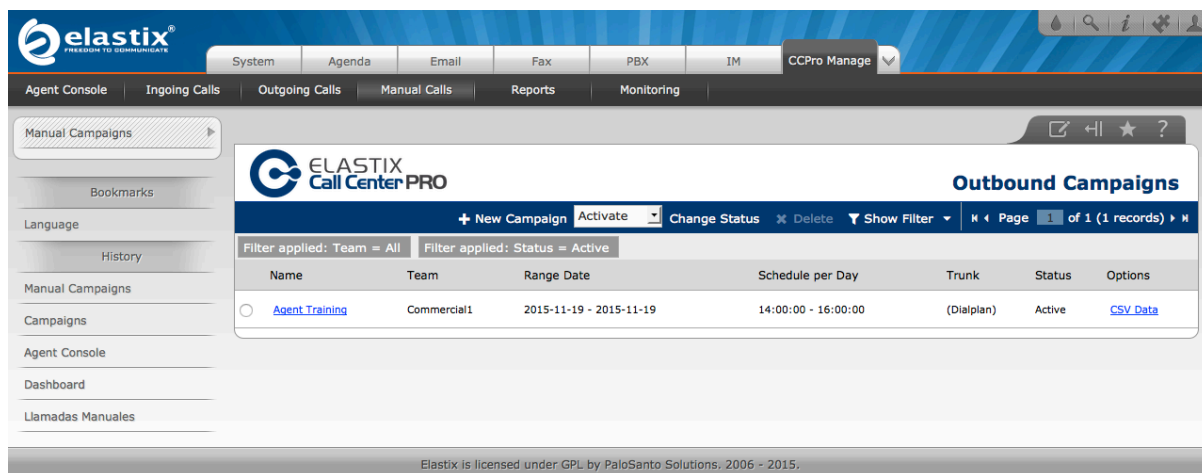 elastix®
FREEDOM TO COMMUNICATE
System Agenda Email Fax PBX IM CCPro Manage
Agent Console Ingoing Calls Outgoing Calls Manual Calls Reports Monitoring
Manual Campaigns
Bookmarks
Language
History
Manual Campaigns
Campaigns
Agent Console
Dashboard
Llamadas Manuales
ELASTIX
Call Center PRO
Outbound Campaigns
New Campaign Activate Change Status Delete Show Filter Page 1 of 1 (1 records)
Filter applied: Team = All Filter applied: Status = Active
Name Team Range Date Schedule per Day Trunk Status Options
Agent Training Commercial1 2015-11-19 - 2015-11-19 14:00:00 - 16:00:00 (Dialplan) Active CSV Data
Elastix is licensed under GPL by PaloSanto Solutions. 2006 - 2015.